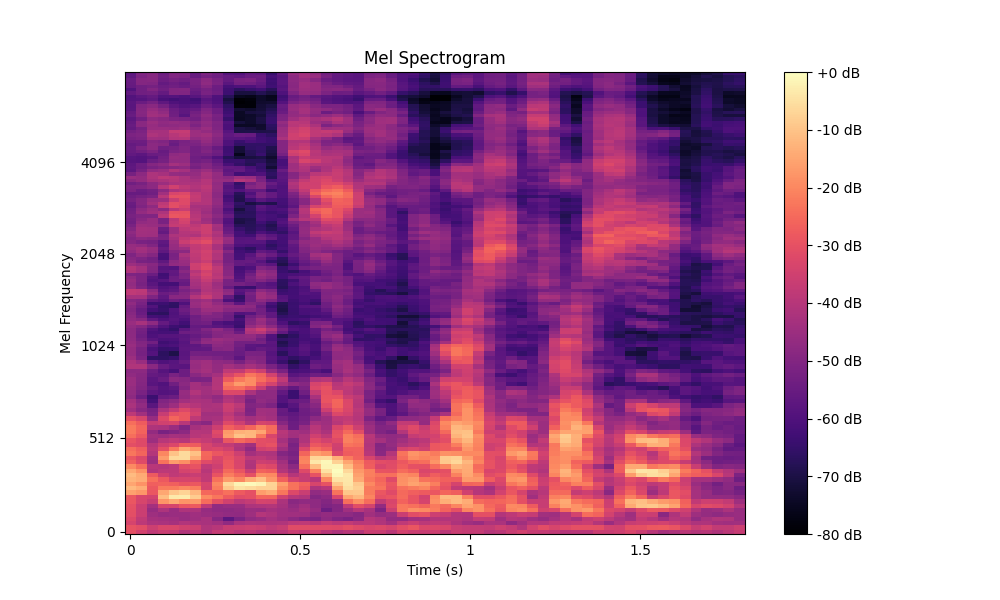 Mel Spectrogram
+0 dB
-10 dB
4096
-20 dB
-30 dB
2048
Mel Frequency
-40 dB
1024
-50 dB
-60 dB
512
-70 dB
0
-80 dB
0
0.5
1
1.5
Time (s)